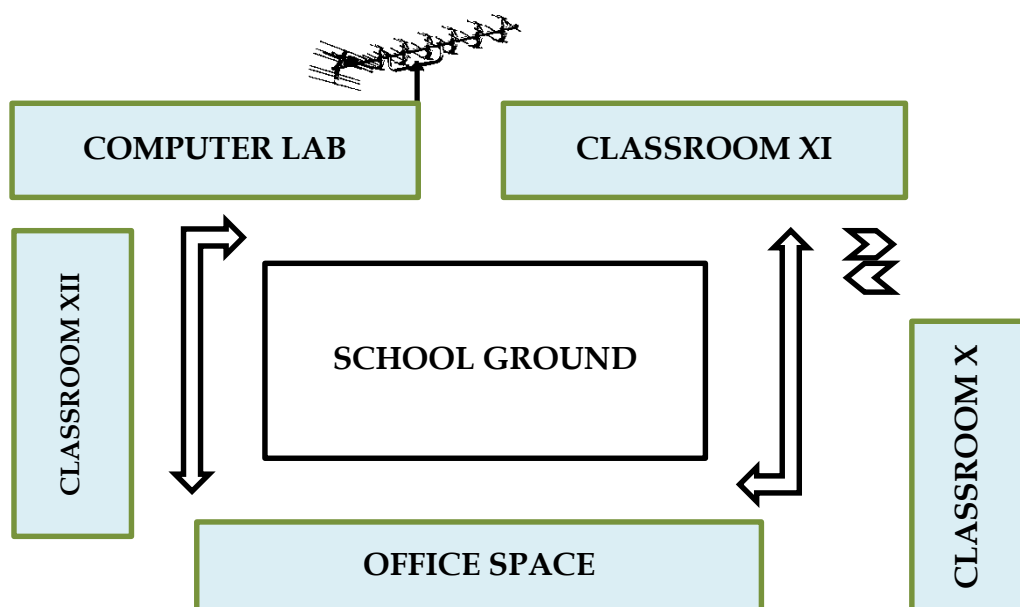 COMPUTER LAB
CLASSROOM XI
CLASSROOM XII
SCHOOL GROUND
CLASSROOM X
OFFICE SPACE